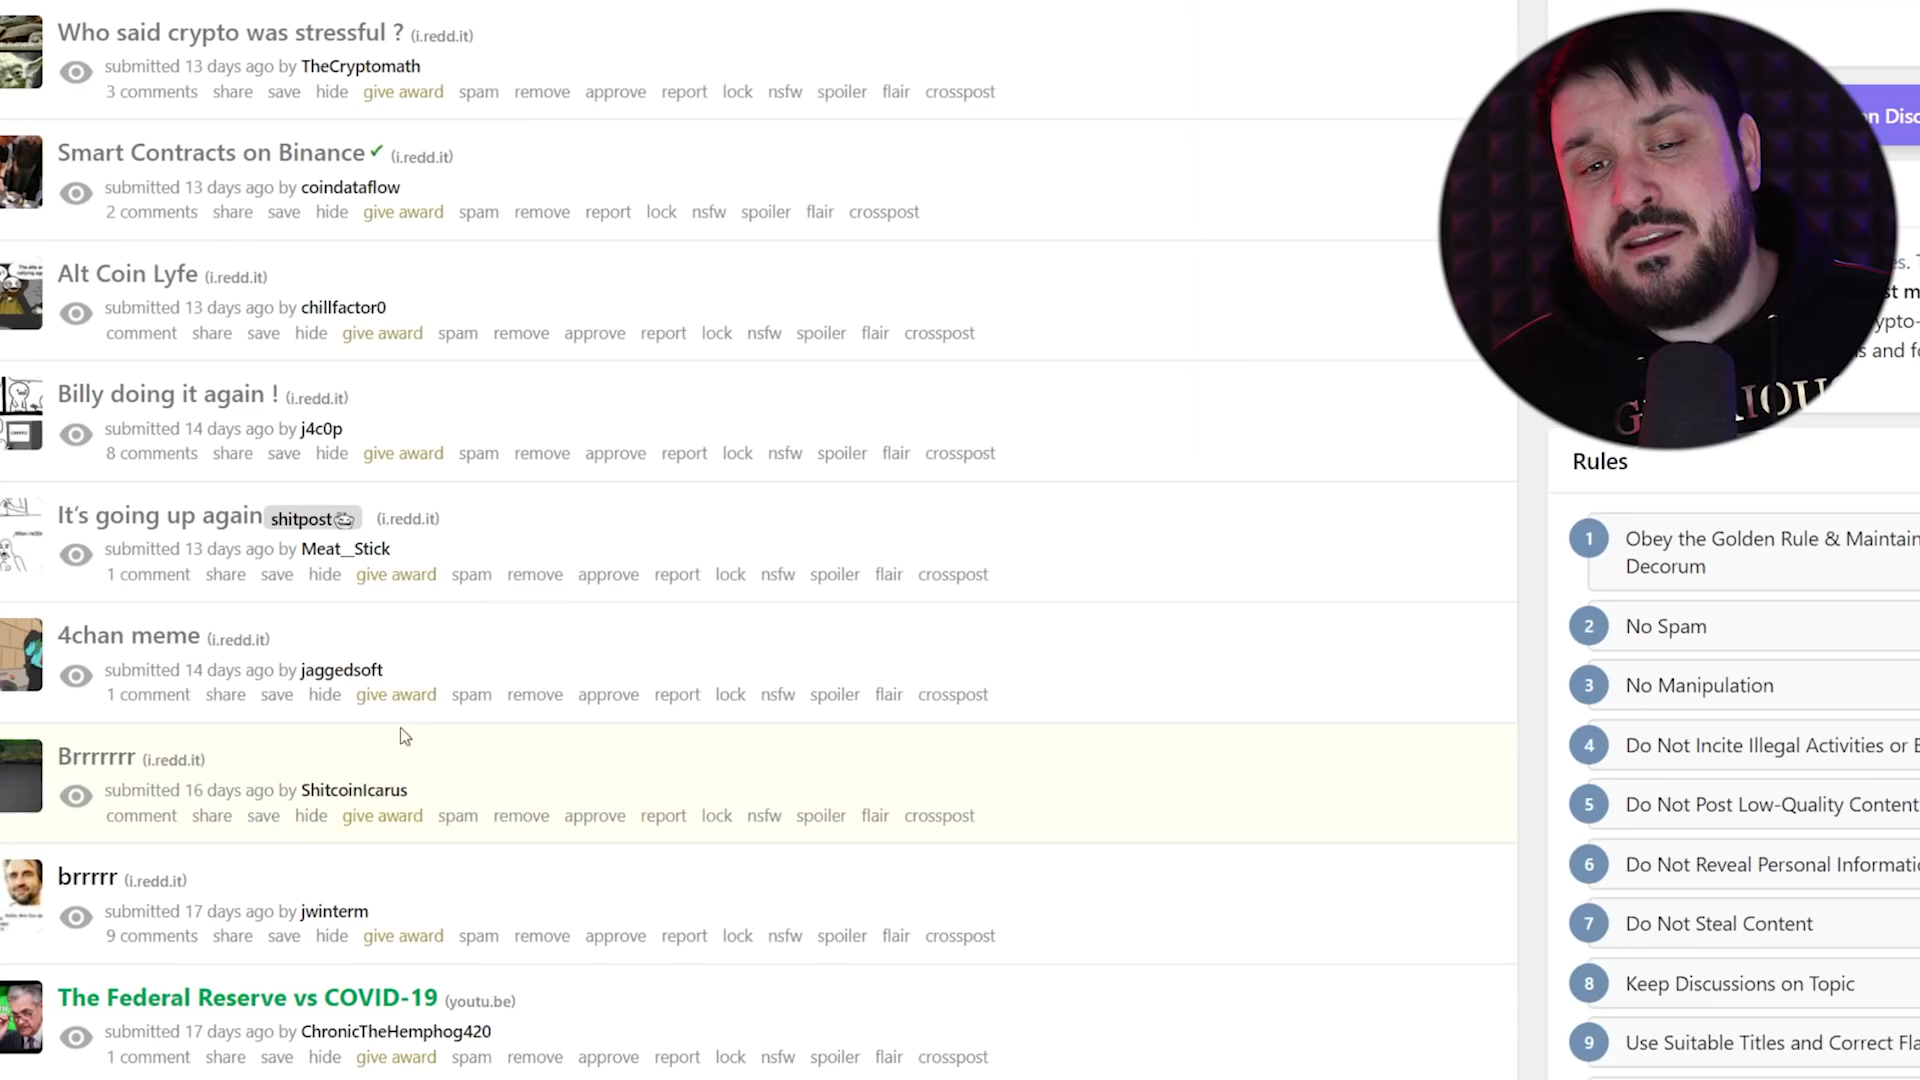 Who said crypto was stressful ? (i.redd.it)
submitted 13 days ago by TheCryptomath
3 comments share save hide give award spam remove approve report lock nsfw spoiler flair crosspost
Smart Contracts on Binance ✔ (i.redd.it)
submitted 13 days ago by coindataflow
2 comments share save hide give award spam remove report lock nsfw spoiler flair crosspost
Alt Coin Lyfe (i.redd.it)
submitted 13 days ago by chillfactor0
comment share save hide give award spam remove approve report lock nsfw spoiler flair crosspost
Billy doing it again ! (i.redd.it)
submitted 14 days ago by j4c0p
8 comments share save hide give award spam remove approve report lock nsfw spoiler flair crosspost
It's going up again shitpost (i.redd.it)
submitted 13 days ago by Meat__Stick
1 comment share save hide give award spam remove approve report lock nsfw spoiler flair crosspost
4chan meme (i.redd.it)
submitted 14 days ago by jaggedsoft
1 comment share save hide give award spam remove approve report lock nsfw spoiler flair crosspost
Brrrrrrr (i.redd.it)
submitted 16 days ago by ShitcoinIcarus
comment share save hide give award spam remove approve report lock nsfw spoiler flair crosspost
brrrrr (i.redd.it)
submitted 17 days ago by jwinterm
9 comments share save hide give award spam remove approve report lock nsfw spoiler flair crosspost
The Federal Reserve vs COVID-19 (youtu.be)
submitted 17 days ago by ChronicTheHemphog420
1 comment share save hide give award spam remove approve report lock nsfw spoiler flair crosspost
on Disc
es. T
st m
ypto-
s and fo
Rules
1 Obey the Golden Rule & Maintain
Decorum
2 No Spam
3 No Manipulation
4 Do Not Incite Illegal Activities or
5 Do Not Post Low-Quality Content
6 Do Not Reveal Personal Informatio
7 Do Not Steal Content
8 Keep Discussions on Topic
9 Use Suitable Titles and Correct Fla